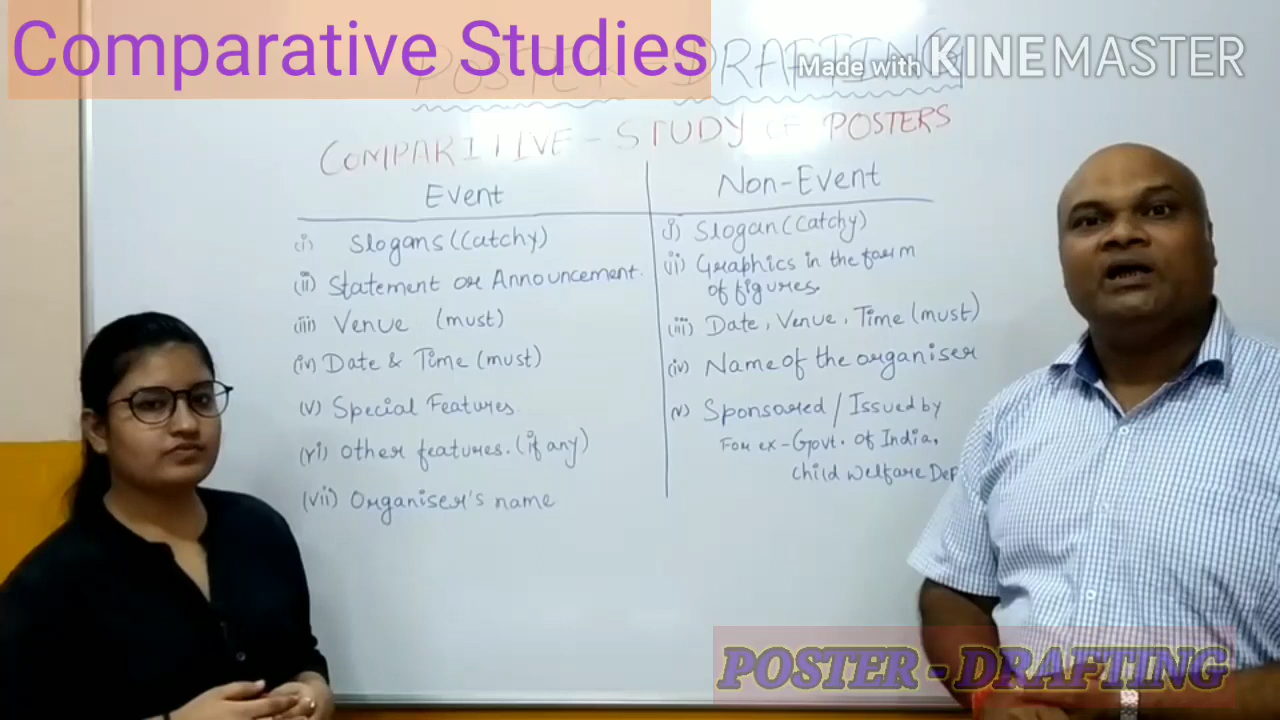 Comparative Studies
Made with KINEMASTER
POSTER DRAFTING
COMPARITIVE - STUDY OF POSTERS
Event
(i) Slogans (Catchy)
(ii) Statement or Announcement.
(iii) Venue (must)
(iv) Date & Time (must)
(v) Special Features
(vi) Other features. (if any)
(vii) Organiser's name
Non-Event
i) Slogan (Catchy)
(ii) Graphics in the form
of figures.
(iii) Date, Venue, Time (must)
(iv) Name of the organiser
(v) Sponsored / Issued by
For ex- Govt. of India,
Child Welfare Dep
POSTER - DRAFTING